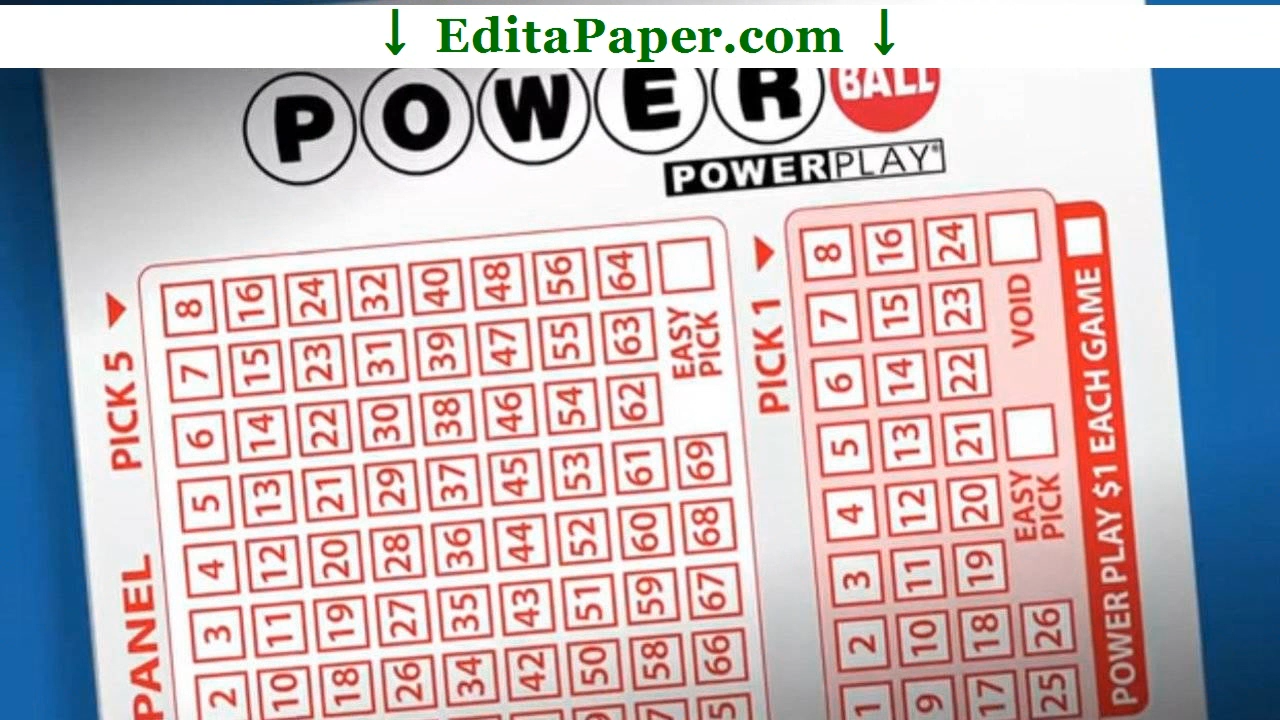 ↓ EditaPaper.com ↓
POWER BALL
POWERPLAY®
PICK 5
8 16 24 32 40 48 56 64
7 15 23 31 39 47 55 63
6 14 22 30 38 46 54 62
EASY
PICK
5 13 21 29 37 45 53 61 69
4 12 20 28 36 44 52 60 68
3 11 19 27 35 43 51 59 67
2 10 18 26 34 42 50 58 66
PANEL
PICK 1
8 16 24
7 15 23
6 14 22
5 13 21
4 12 20
3 11 19
2 10 18 26
1 9 17 25
VOID
EASY
PICK
POWER PLAY $1 EACH GAME